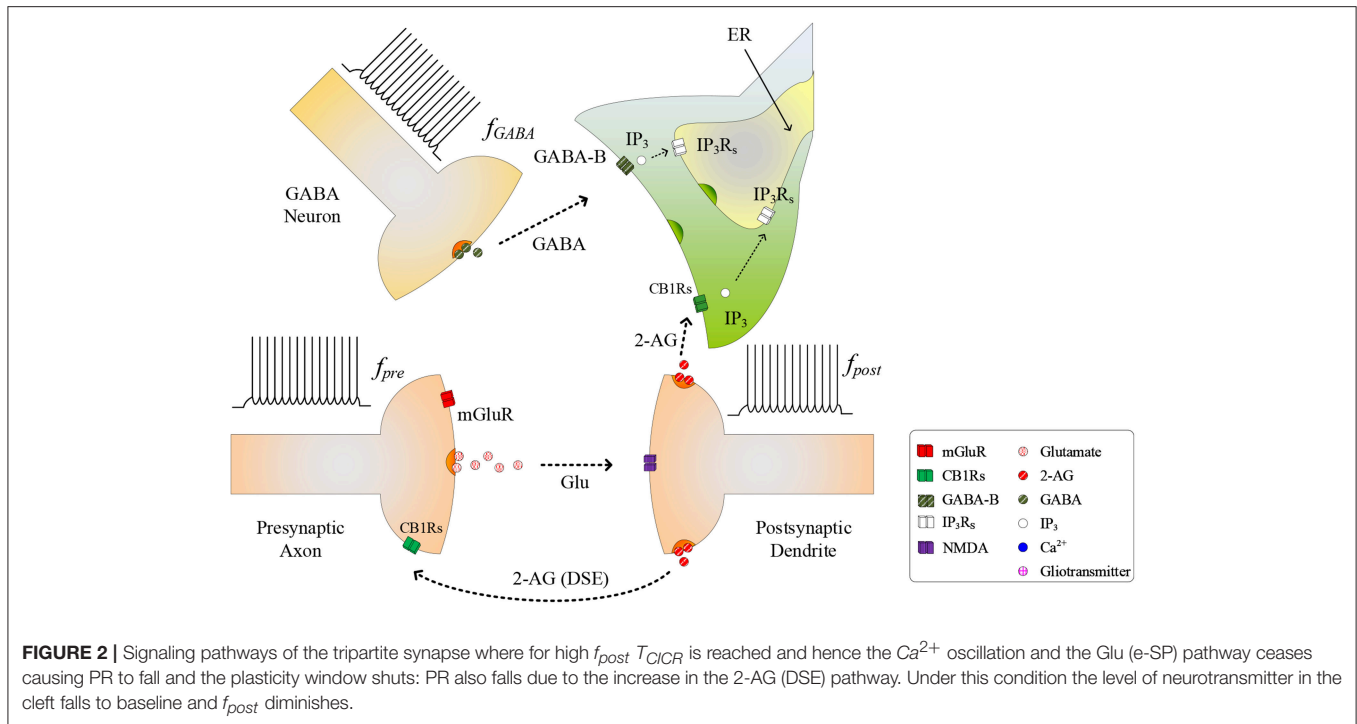 ER
f_GABA
IP₃
IP₃Rₛ
GABA-B
IP₃Rₛ
GABA
Neuron
GABA
CB1Rs
IP₃
2-AG
f_pre
f_post
mGluR
Glu
Presynaptic
Axon
CB1Rs
Postsynaptic
Dendrite
2-AG (DSE)
mGluR
CB1Rs
GABA-B
IP₃Rₛ
NMDA
Glutamate
2-AG
GABA
IP₃
Ca²⁺
Gliotransmitter
FIGURE 2 | Signaling pathways of the tripartite synapse where for high f_post T_CICR is reached and hence the Ca²⁺ oscillation and the Glu (e-SP) pathway ceases
causing PR to fall and the plasticity window shuts: PR also falls due to the increase in the 2-AG (DSE) pathway. Under this condition the level of neurotransmitter in the
cleft falls to baseline and f_post diminishes.